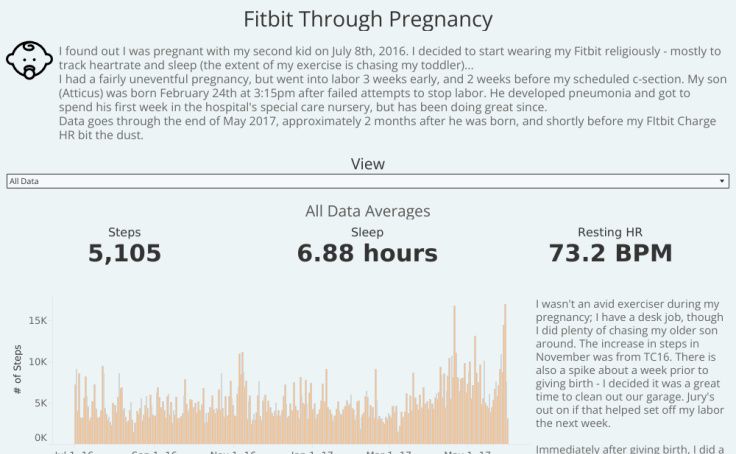 Fitbit Through Pregnancy
I found out I was pregnant with my second kid on July 8th, 2016. I decided to start wearing my Fitbit religiously - mostly to
track heartrate and sleep (the extent of my exercise is chasing my toddler)...
I had a fairly uneventful pregnancy, but went into labor 3 weeks early, and 2 weeks before my scheduled c-section. My son
(Atticus) was born February 24th at 3:15pm after failed attempts to stop labor. He developed pneumonia and got to
spend his first week in the hospital's special care nursery, but has been doing great since.
Data goes through the end of May 2017, approximately 2 months after he was born, and shortly before my FItbit Charge
HR bit the dust.
View
All Data
All Data Averages
Steps
Sleep
Resting HR
5,105
6.88 hours
73.2 BPM
# of Steps
15K
10K
5K
0K
Jul 1, 16
Sep 1, 16
Nov 1, 16
Jan 1, 17
Mar 1, 17
May 1, 17
I wasn't an avid exerciser during my
pregnancy; I have a desk job, though
I did plenty of chasing my older son
around. The increase in steps in
November was from TC16. There is
also a spike about a week prior to
giving birth - I decided it was a great
time to clean out our garage. Jury's
out on if that helped set off my labor
the next week.
Immediately after giving birth, I did a